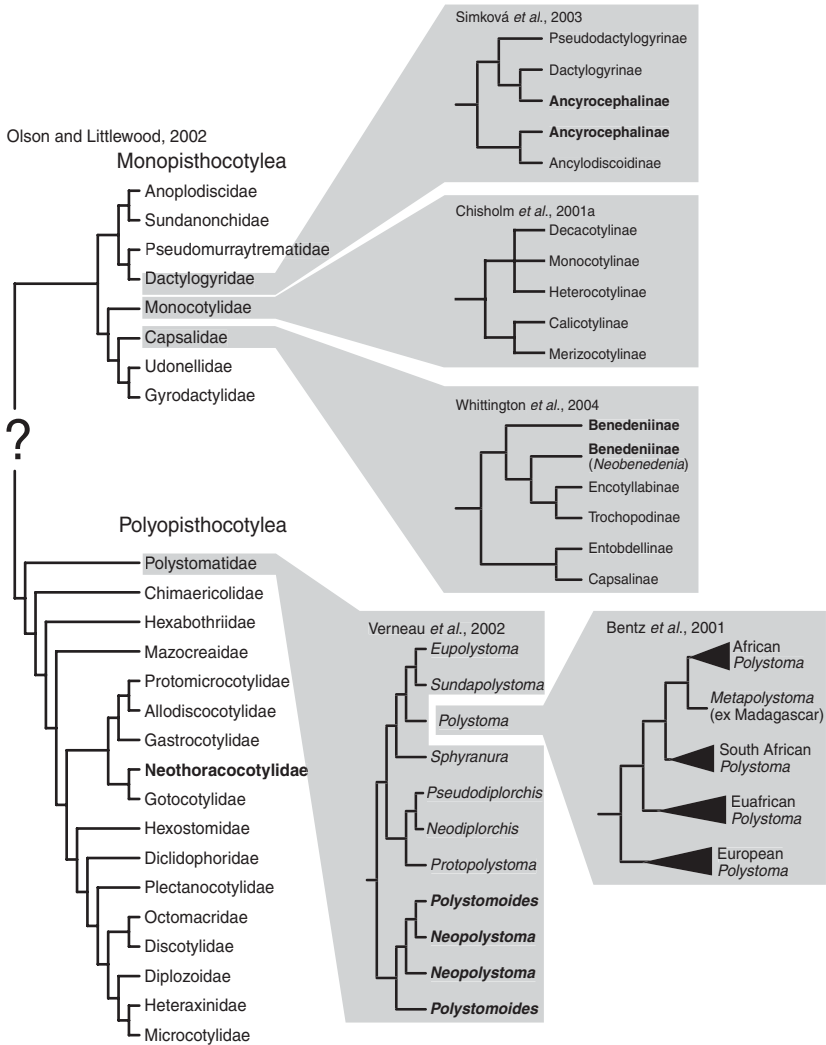 Olson and Littlewood, 2002
Monopisthocotylea
Anoplodiscidae
Sundanonchidae
Pseudomurraytrematidae
Dactylogyridae
Monocotylidae
Capsalidae
Udonellidae
Gyrodactylidae
?
Polyopisthocotylea
Polystomatidae
Chimaericolidae
Hexabothriidae
Mazocreaidae
Protomicrocotylidae
Allodiscocotylidae
Gastrocotylidae
Neothoracocotylidae
Gotocotylidae
Hexostomidae
Diclidophoridae
Plectanocotylidae
Octomacridae
Discotylidae
Diplozoidae
Heteraxinidae
Microcotylidae
Simková et al., 2003
Pseudodactylogyrinae
Dactylogyrinae
Ancyrocephalinae
Ancyrocephalinae
Ancylodiscoidinae
Chisholm et al., 2001a
Decacotylinae
Monocotylinae
Heterocotylinae
Calicotylinae
Merizocotylinae
Whittington et al., 2004
Benedeniinae
Benedeniinae
(Neobenedenia)
Encotyllabinae
Trochopodinae
Entobdellinae
Capsalinae
Verneau et al., 2002
Eupolystoma
Sundapolystoma
Polystoma
Sphyranura
Pseudodiplorchis
Neodiplorchis
Protopolystoma
Polystomoides
Neopolystoma
Neopolystoma
Polystomoides
Bentz et al., 2001
African
Polystoma
Metapolystoma
(ex Madagascar)
South African
Polystoma
Euafrican
Polystoma
European
Polystoma